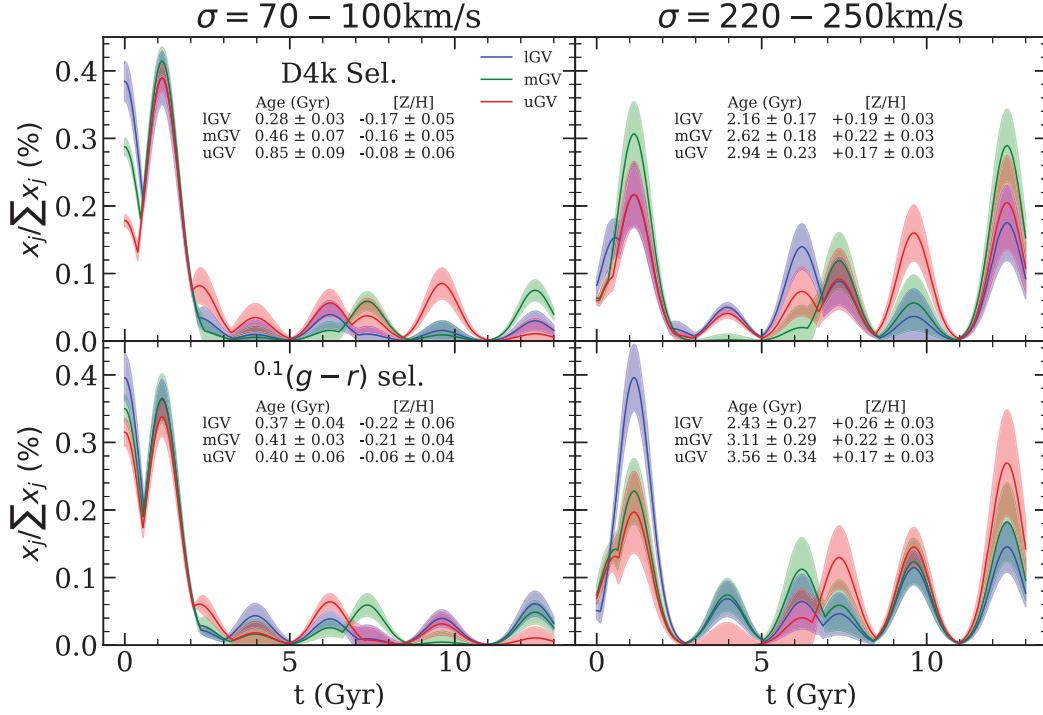 σ = 70 − 100km/s
σ = 220 − 250km/s
D4k Sel.
lGV
mGV
uGV
Age (Gyr) [Z/H]
lGV 0.28 ± 0.03 -0.17 ± 0.05
mGV 0.46 ± 0.07 -0.16 ± 0.05
uGV 0.85 ± 0.09 -0.08 ± 0.06
Age (Gyr) [Z/H]
lGV 2.16 ± 0.17 +0.19 ± 0.03
mGV 2.62 ± 0.18 +0.22 ± 0.03
uGV 2.94 ± 0.23 +0.17 ± 0.03
x_j/∑x_j (%)
0.4
0.3
0.2
0.1
0.0
0.1(g − r) sel.
Age (Gyr) [Z/H]
lGV 0.37 ± 0.04 -0.22 ± 0.06
mGV 0.41 ± 0.03 -0.21 ± 0.04
uGV 0.40 ± 0.06 -0.06 ± 0.04
Age (Gyr) [Z/H]
lGV 2.43 ± 0.27 +0.26 ± 0.03
mGV 3.11 ± 0.29 +0.22 ± 0.03
uGV 3.56 ± 0.34 +0.17 ± 0.03
x_j/∑x_j (%)
0.4
0.3
0.2
0.1
0.0
0 5 10
0 5 10
t (Gyr)
t (Gyr)